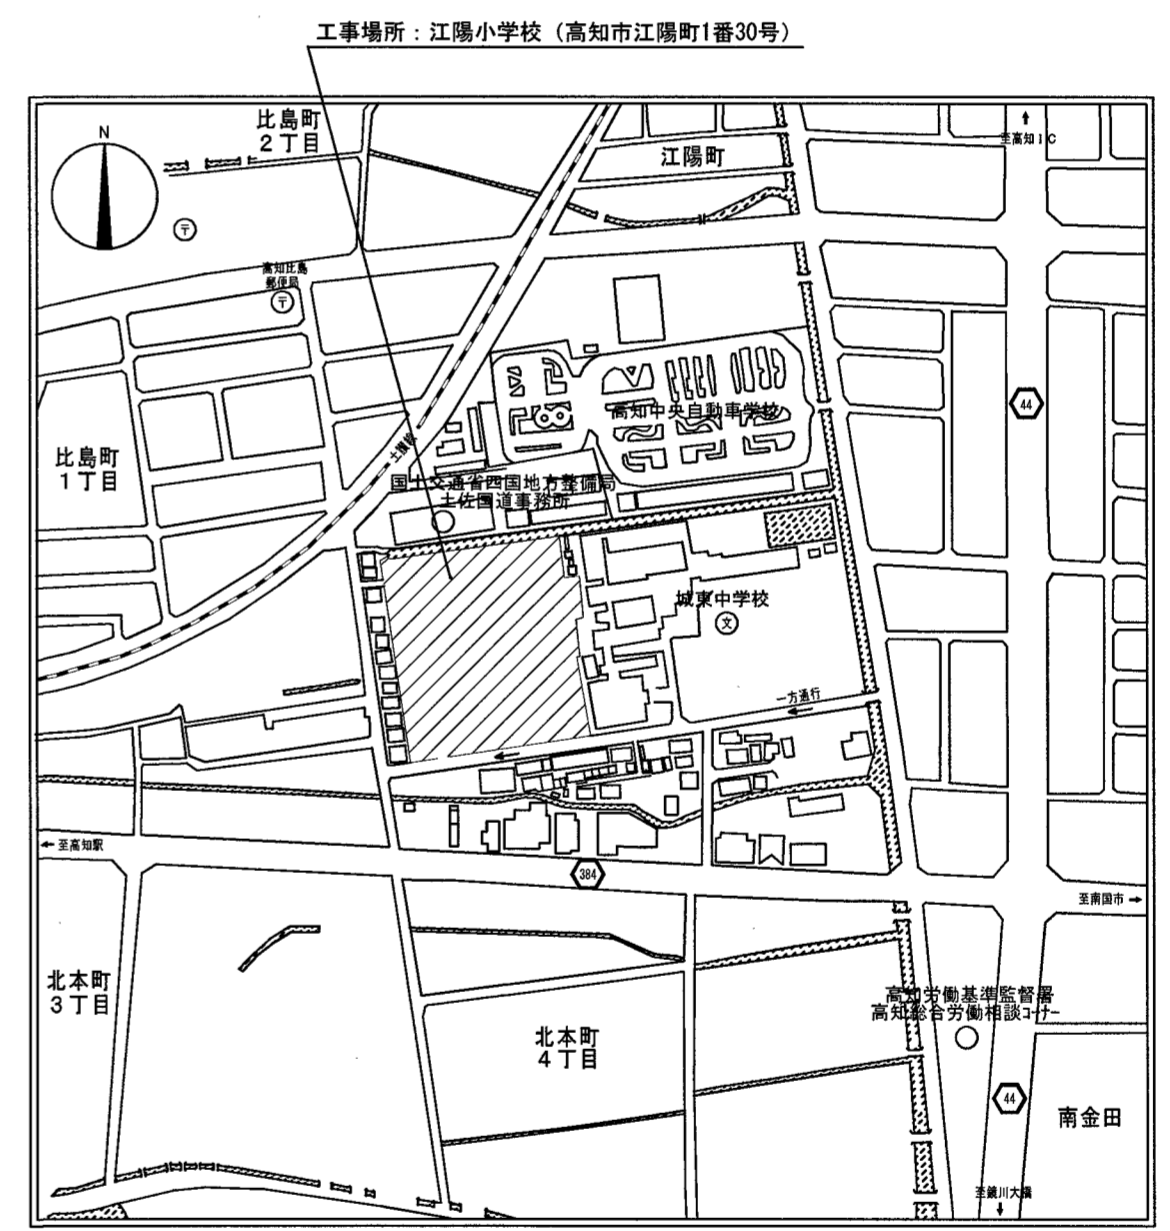 工事場所：江陽小学校（高知市江陽町1番30号）
N
比島町
２丁目
江陽町
至高知ＩＣ
〒
高知比島
郵便局
〒
44
高知中央自動車学校
土讃線
比島町
１丁目
国土交通省四国地方整備局
土佐国道事務所
城東中学校
文
一方通行
至高知駅
384
至南国市
北本町
３丁目
北本町
４丁目
高知労働基準監督署
高知総合労働相談ｺｰﾅｰ
44
南金田
至鏡川大橋